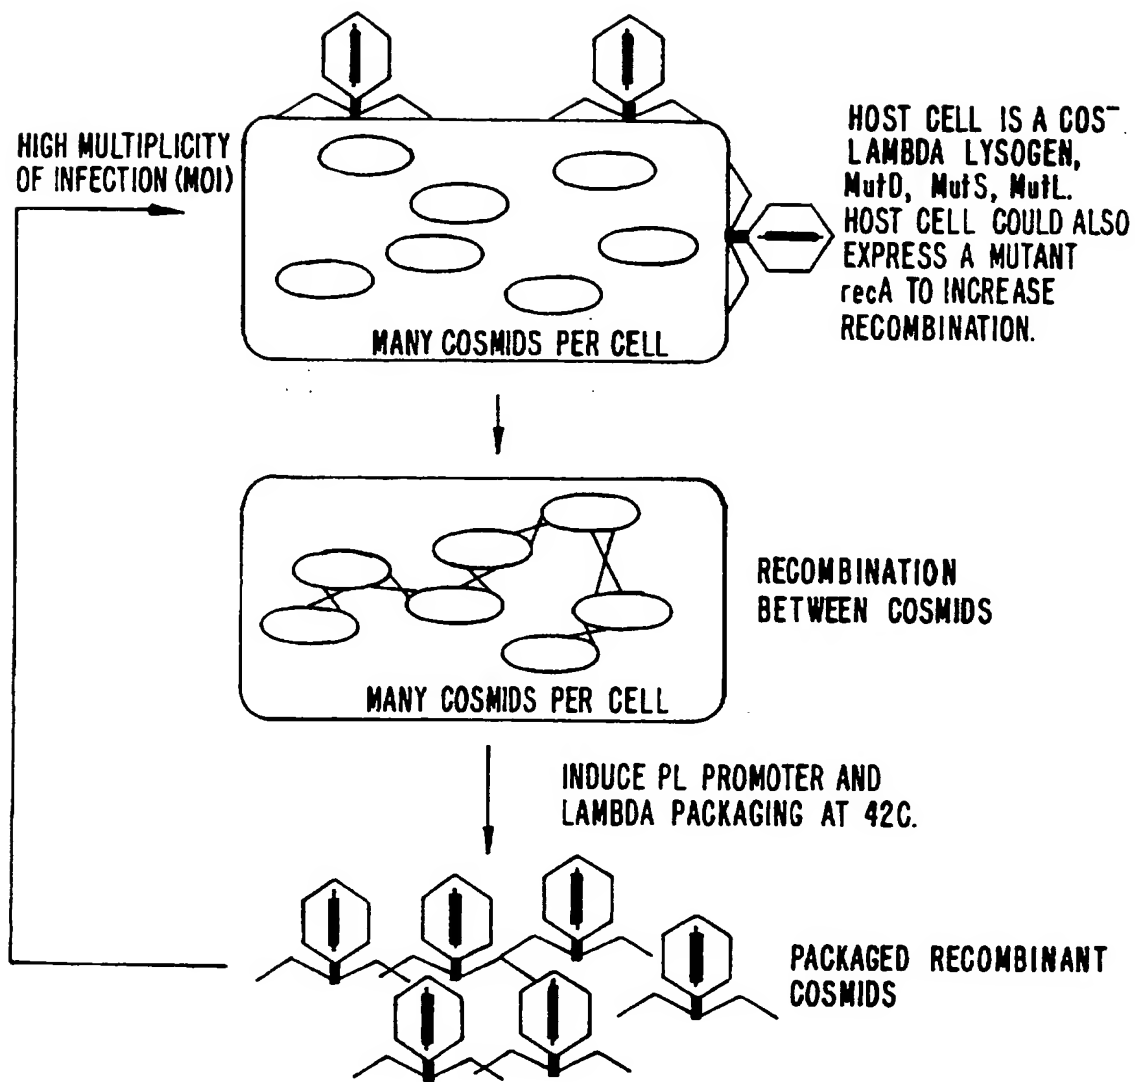 HIGH MULTIPLICITY
OF INFECTION (MOI)
HOST CELL IS A COS⁻
LAMBDA LYSOGEN,
MutD, MutS, MutL.
HOST CELL COULD ALSO
EXPRESS A MUTANT
recA TO INCREASE
RECOMBINATION.
MANY COSMIDS PER CELL
RECOMBINATION
BETWEEN COSMIDS
MANY COSMIDS PER CELL
INDUCE PL PROMOTER AND
LAMBDA PACKAGING AT 42C.
PACKAGED RECOMBINANT
COSMIDS